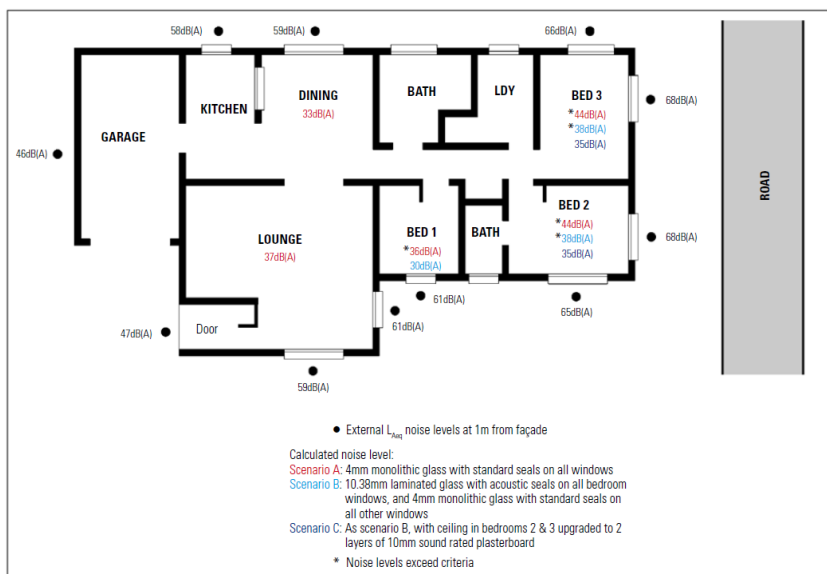 58dB(A)
59dB(A)
66dB(A)
KITCHEN
DINING
33dB(A)
BATH
LDY
BED 3
*44dB(A)
*38dB(A)
35dB(A)
68dB(A)
GARAGE
46dB(A)
ROAD
LOUNGE
37dB(A)
BED 1
*36dB(A)
30dB(A)
BATH
BED 2
*44dB(A)
*38dB(A)
35dB(A)
68dB(A)
61dB(A)
65dB(A)
61dB(A)
47dB(A)
Door
59dB(A)
● External LAeq noise levels at 1m from façade
Calculated noise level:
Scenario A: 4mm monolithic glass with standard seals on all windows
Scenario B: 10.38mm laminated glass with acoustic seals on all bedroom
windows, and 4mm monolithic glass with standard seals on
all other windows
Scenario C: As scenario B, with ceiling in bedrooms 2 & 3 upgraded to 2
layers of 10mm sound rated plasterboard
* Noise levels exceed criteria